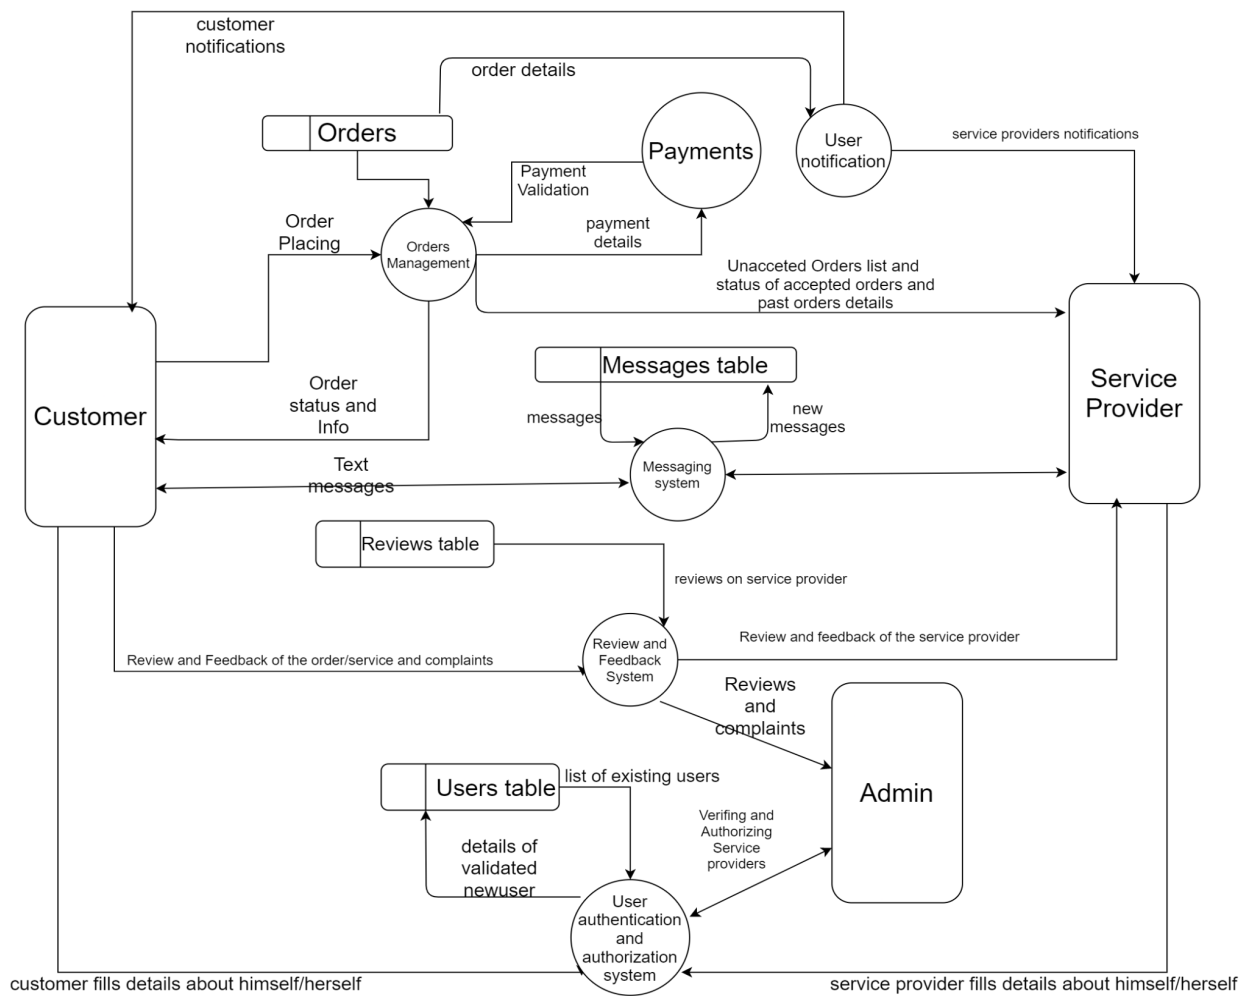 customer
notifications
order details
Orders
Payments
User
notification
service providers notifications
Payment
Validation
Order
Placing
payment
details
Orders
Management
Unacceted Orders list and
status of accepted orders and
past orders details
Messages table
Service
Provider
Customer
Order
status and
Info
messages
new
messages
Text
messages
Messaging
system
Reviews table
reviews on service provider
Review and
Feedback
System
Review and feedback of the service provider
Review and Feedback of the order/service and complaints
Reviews
and
complaints
Admin
Users table
list of existing users
Verifing and
Authorizing
Service
providers
details of
validated
newuser
User
authentication
and
authorization
system
customer fills details about himself/herself
service provider fills details about himself/herself